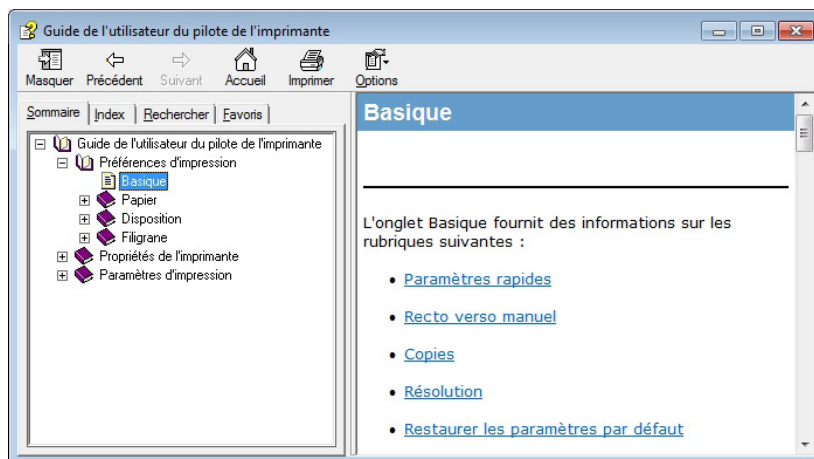 Guide de l'utilisateur du pilote de l'imprimante
Masquer Précédent Suivant Accueil Imprimer Options
Sommaire Index Rechercher Favoris
Guide de l'utilisateur du pilote de l'imprimante
Préférences d'impression
Basique
Papier
Disposition
Filigrane
Propriétés de l'imprimante
Paramètres d'impression
Basique
L'onglet Basique fournit des informations sur les
rubriques suivantes :
• Paramètres rapides
• Recto verso manuel
• Copies
• Résolution
• Restaurer les paramètres par défaut